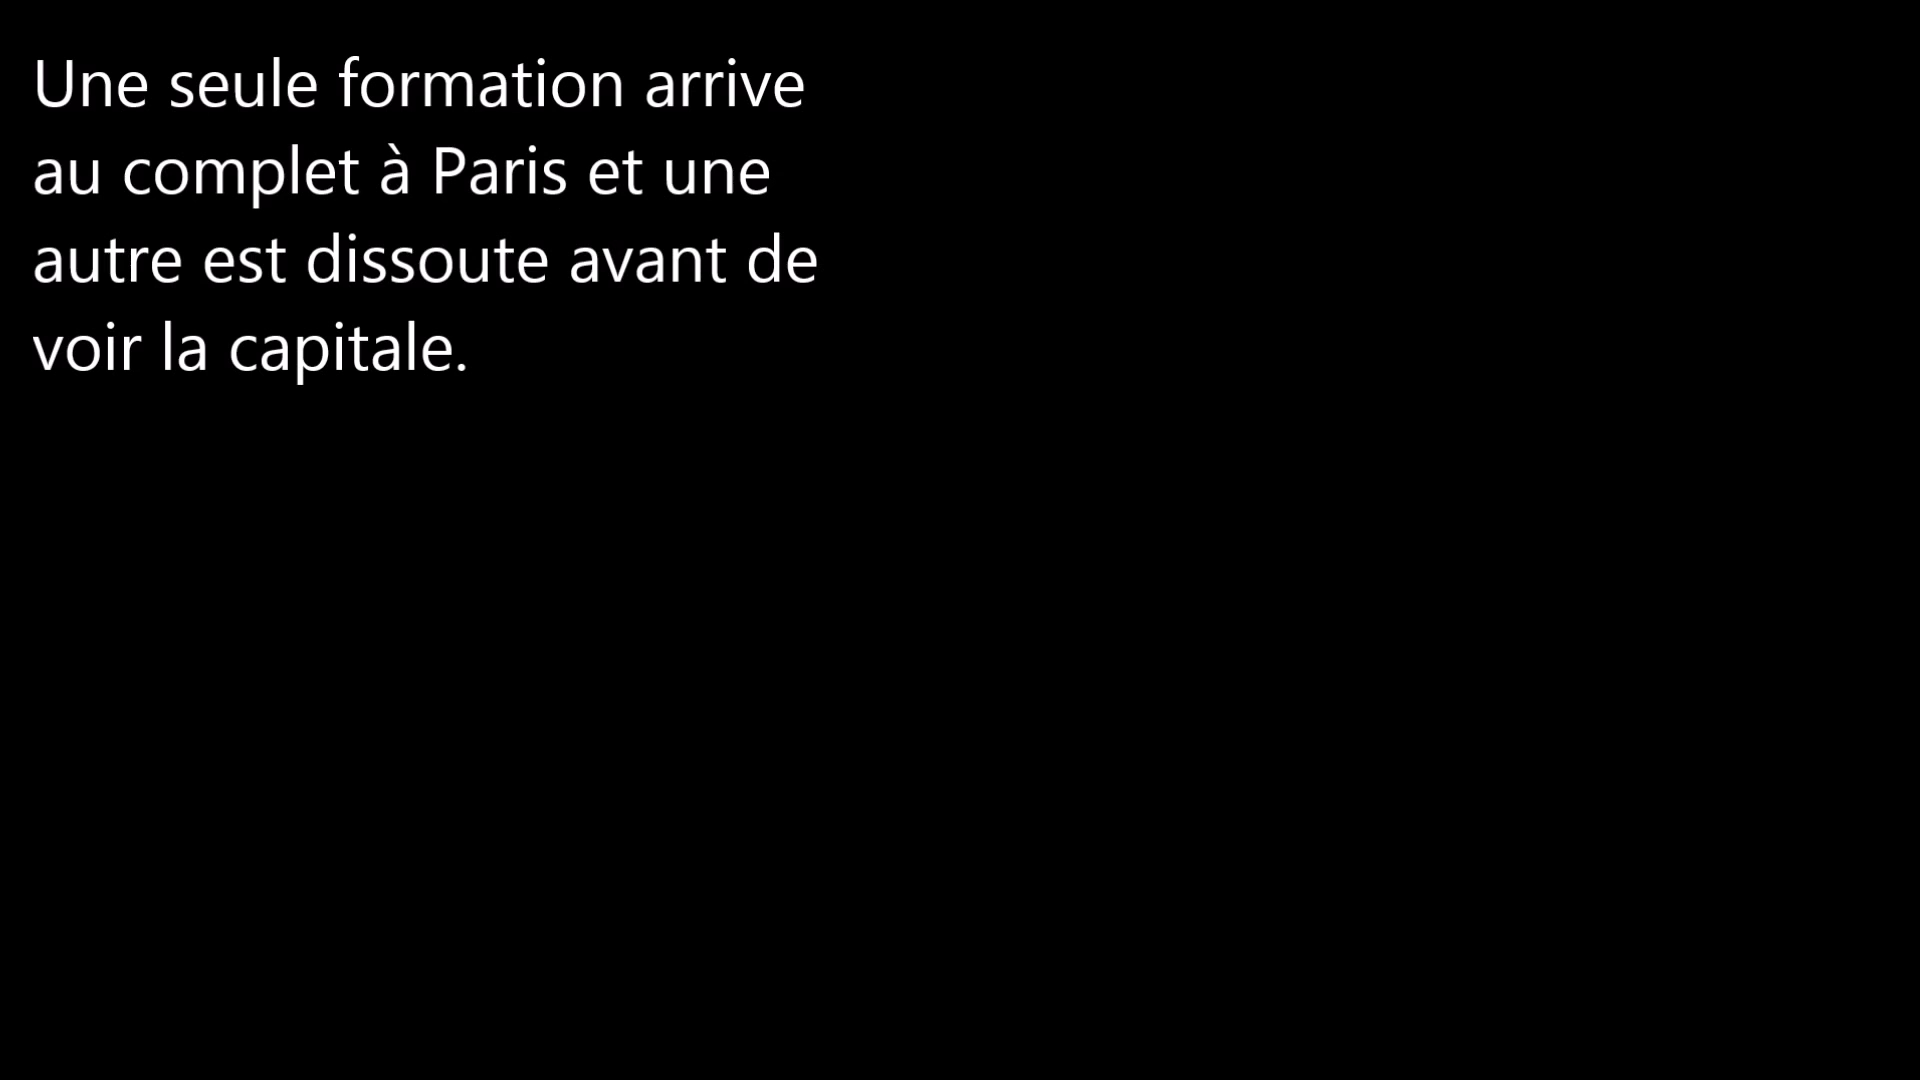 Une seule formation arrive
au complet à Paris et une
autre est dissoute avant de
voir la capitale.